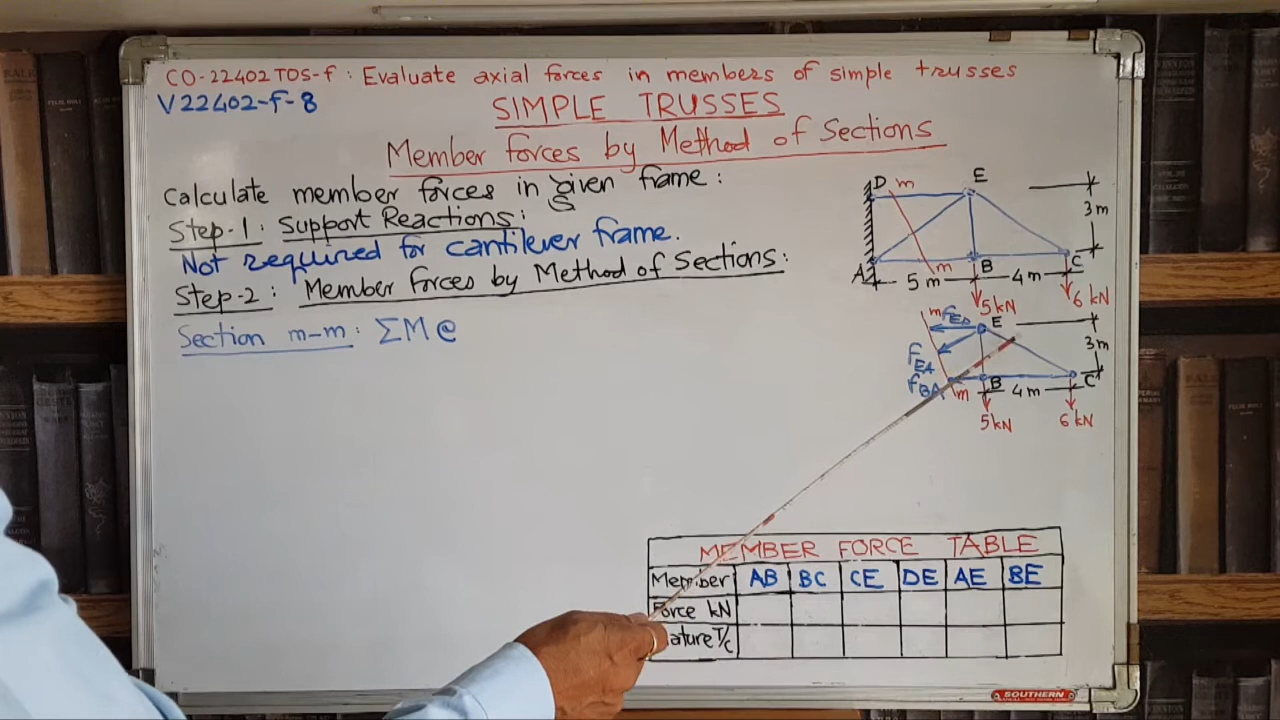 CO-22402 TOS-f : Evaluate axial forces in members of simple trusses
V22402-f-8
SIMPLE TRUSSES
Member forces by Method of Sections
Calculate member forces in given frame :
Step-1 : Support Reactions :
Not required for cantilever frame.
Step-2 : Member Forces by Method of Sections :
Section m-m : ΣM @
D m E
3 m
A 5 m m B 4 m C
5kN 6 kN
m FED E
3 m
FEA
FBA m B 4 m C
5kN 6 kN
MEMBER FORCE TABLE
Member AB BC CE DE AE BE
Force kN
Nature T/C
SOUTHERN